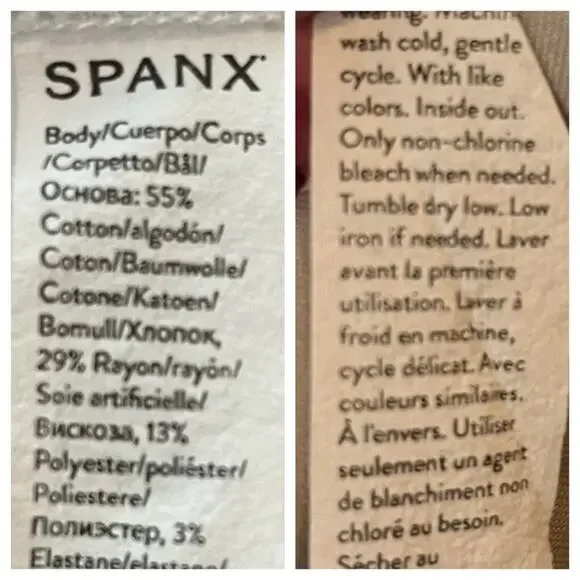 SPANX
Body/Cuerpo/Corps
/Corpetto/Bål/
Основа: 55%
Cotton/algodón/
Coton/Baumwolle/
Cotone/Katoen/
Bomull/Хлопок,
29% Rayon/rayón/
Soie artificielle/
Вискоза, 13%
Polyester/poliéster/
Poliestere/
Полиэстер, 3%
Elastane/elastano/
wearing. Machine
wash cold, gentle
cycle. With like
colors. Inside out.
Only non-chlorine
bleach when needed.
Tumble dry low. Low
iron if needed. Laver
avant la première
utilisation. Laver à
froid en machine,
cycle délicat. Avec
couleurs similaires.
À l'envers. Utiliser
seulement un agent
de blanchiment non
chloré au besoin.
Sécher au